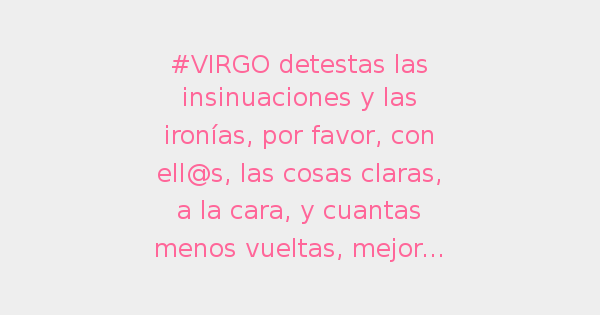 #VIRGO detestas las
insinuaciones y las
ironías, por favor, con
ell@s, las cosas claras,
a la cara, y cuantas
menos vueltas, mejor...